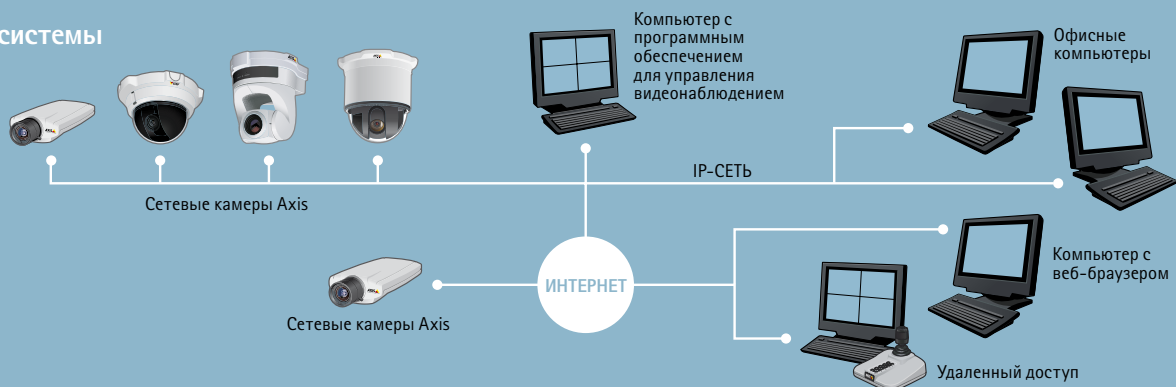 системы
Компьютер с
программным
обеспечением
для управления
видеонаблюдением
Офисные
компьютеры
IP-СЕТЬ
Сетевые камеры Axis
ИНТЕРНЕТ
Сетевые камеры Axis
Компьютер с
веб-браузером
Удаленный доступ